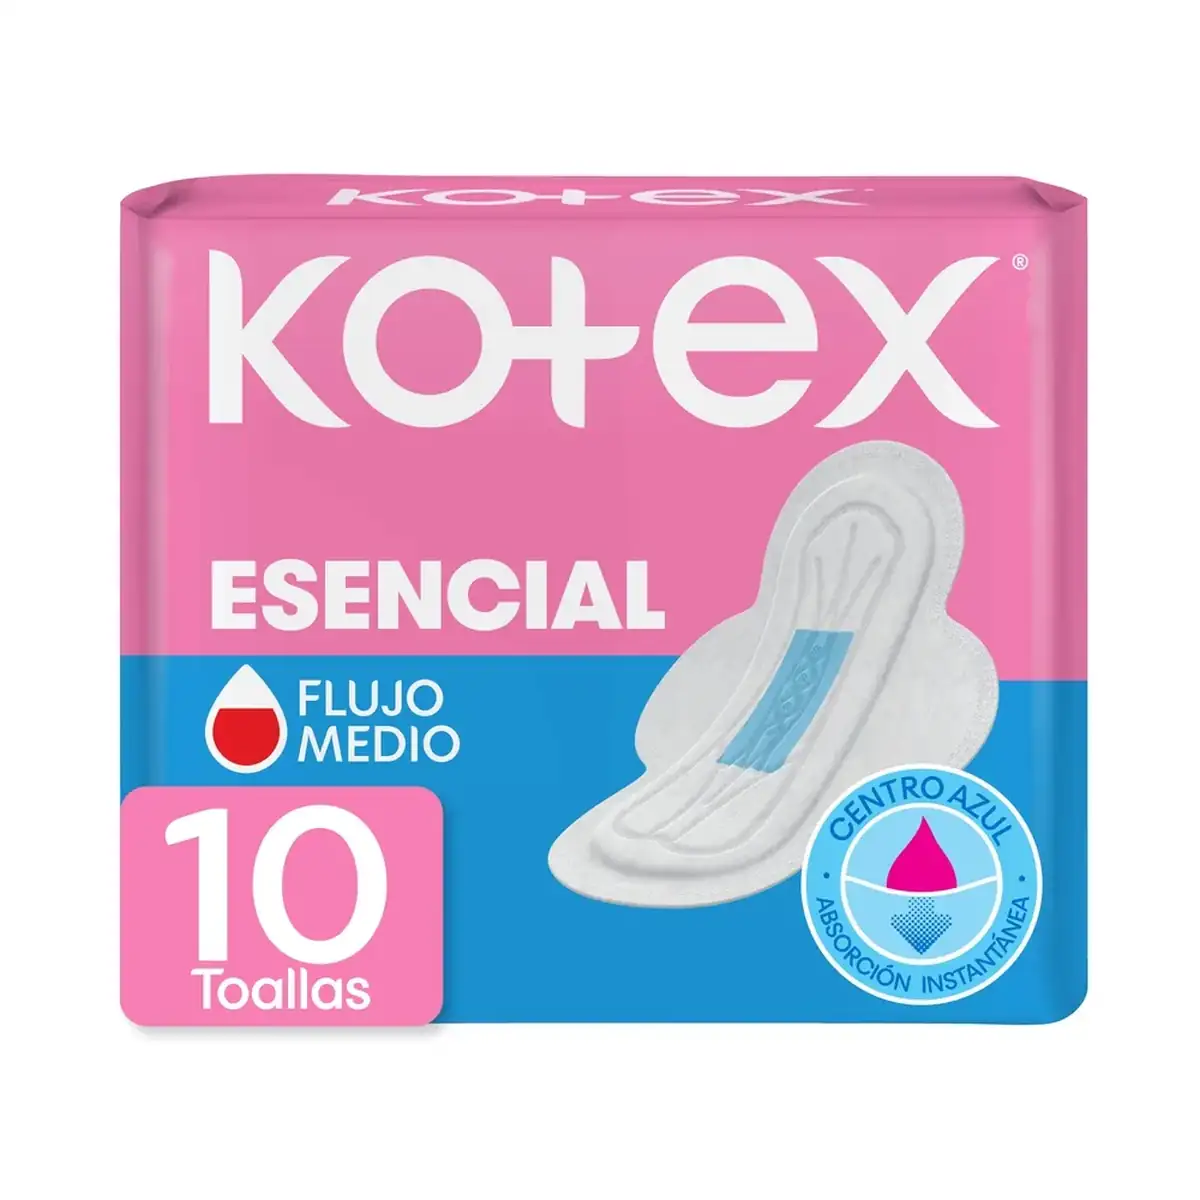 KOTEX
KOTEX®
ESENCIAL
FLUJO
MEDIO
10
Toallas
CENTRO AZUL
• ABSORCIÓN INSTANTÁNEA •